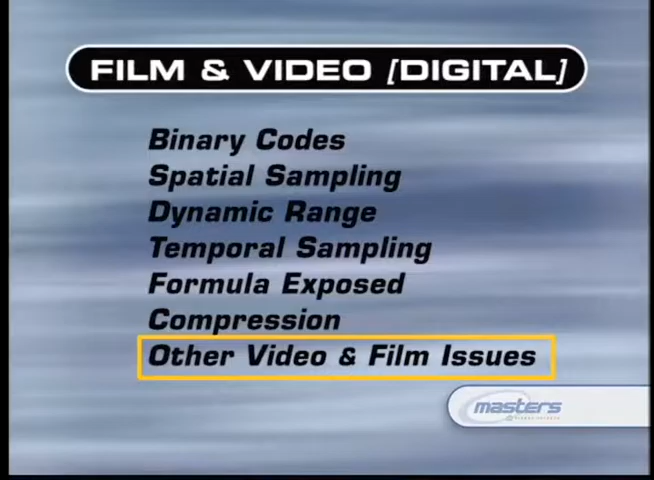 FILM & VIDEO [DIGITAL]
Binary Codes
Spatial Sampling
Dynamic Range
Temporal Sampling
Formula Exposed
Compression
Other Video & Film Issues
masters